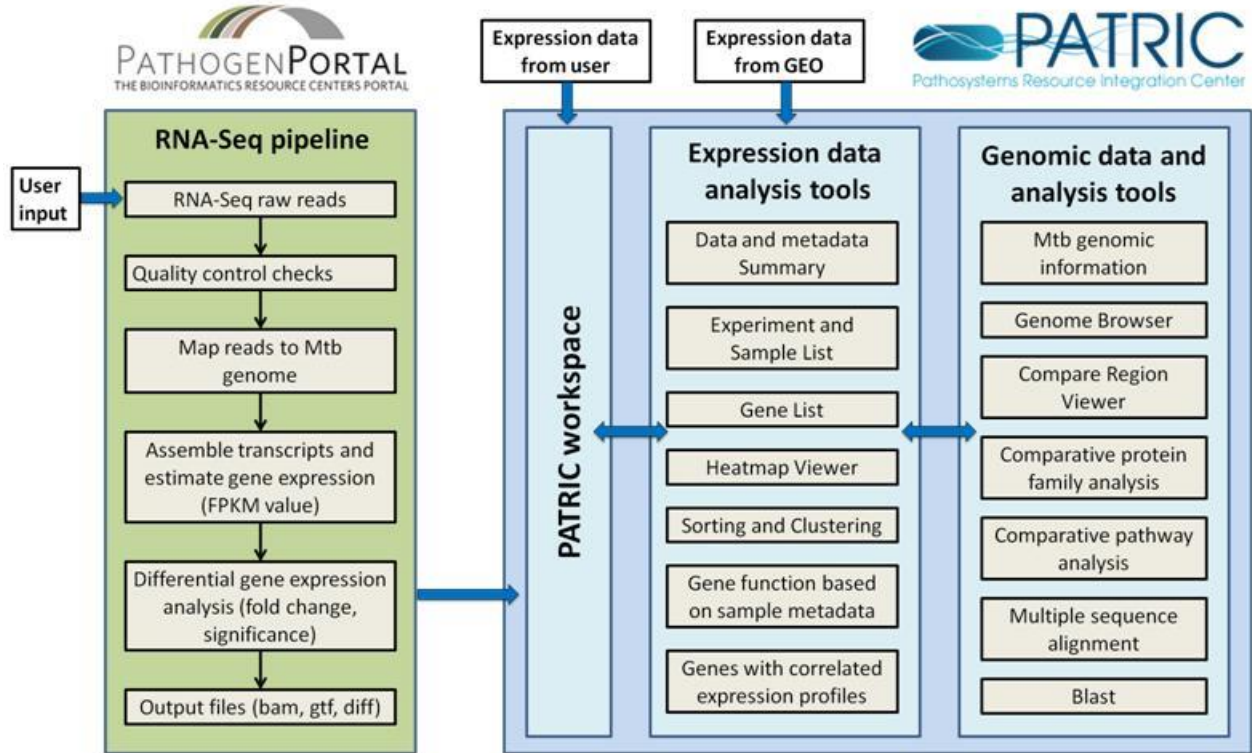 PATHOGENPORTAL
THE BIOINFORMATICS RESOURCE CENTERS PORTAL
Expression data
from user
Expression data
from GEO
PATRIC
Pathosystems Resource Integration Center
User
input
RNA-Seq pipeline
RNA-Seq raw reads
Quality control checks
Map reads to Mtb
genome
Assemble transcripts and
estimate gene expression
(FPKM value)
Differential gene expression
analysis (fold change,
significance)
Output files (bam, gtf, diff)
PATRIC workspace
Expression data
analysis tools
Data and metadata
Summary
Experiment and
Sample List
Gene List
Heatmap Viewer
Sorting and Clustering
Gene function based
on sample metadata
Genes with correlated
expression profiles
Genomic data and
analysis tools
Mtb genomic
information
Genome Browser
Compare Region
Viewer
Comparative protein
family analysis
Comparative pathway
analysis
Multiple sequence
alignment
Blast